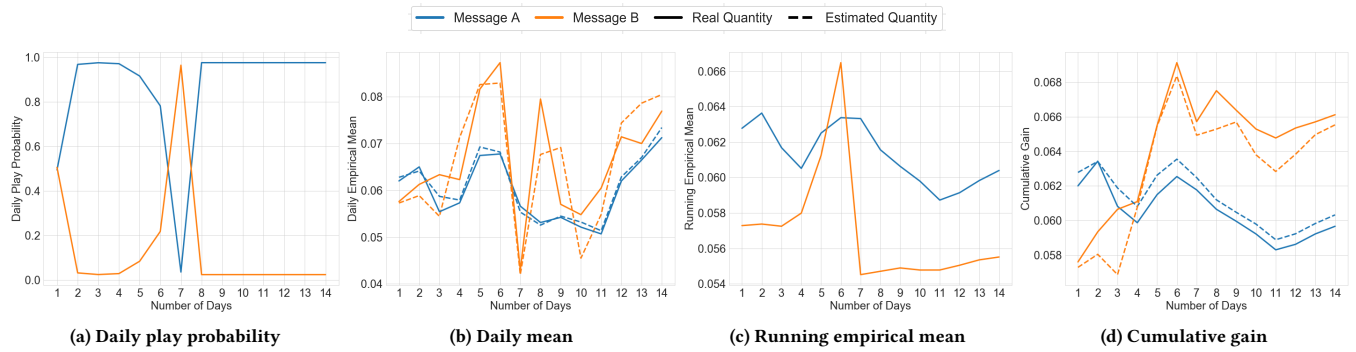 Message A Message B Real Quantity Estimated Quantity
Daily Play Probability
1.0
0.8
0.6
0.4
0.2
0.0
1 2 3 4 5 6 7 8 9 10 11 12 13 14
Number of Days
(a) Daily play probability
Daily Empirical Mean
0.08
0.07
0.06
0.05
0.04
1 2 3 4 5 6 7 8 9 10 11 12 13 14
Number of Days
(b) Daily mean
Running Empirical Mean
0.066
0.064
0.062
0.060
0.058
0.056
0.054
1 2 3 4 5 6 7 8 9 10 11 12 13 14
Number of Days
(c) Running empirical mean
Cumulative Gain
0.068
0.066
0.064
0.062
0.060
0.058
1 2 3 4 5 6 7 8 9 10 11 12 13 14
Number of Days
(d) Cumulative gain